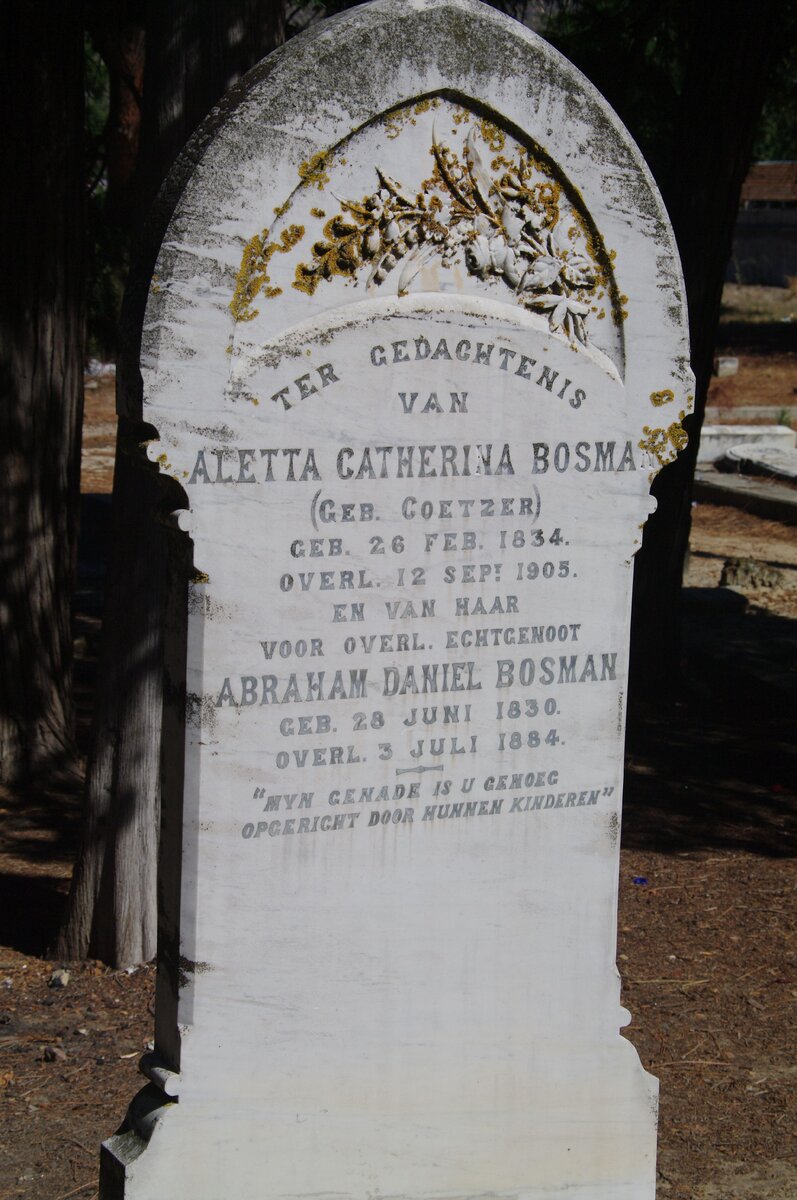 TER GEDACHTENIS
VAN
ALETTA CATHERINA BOSMAN
(GEB. COETZER)
GEB. 26 FEB. 1834.
OVERL. 12 SEPT. 1905.
EN VAN HAAR
VOOR OVERL. ECHTGENOOT
ABRAHAM DANIEL BOSMAN
GEB. 28 JUNI 1830.
OVERL. 3 JULI 1884.
"MYN GENADE IS U GENOEG
OPGERICHT DOOR HUNNEN KINDEREN"